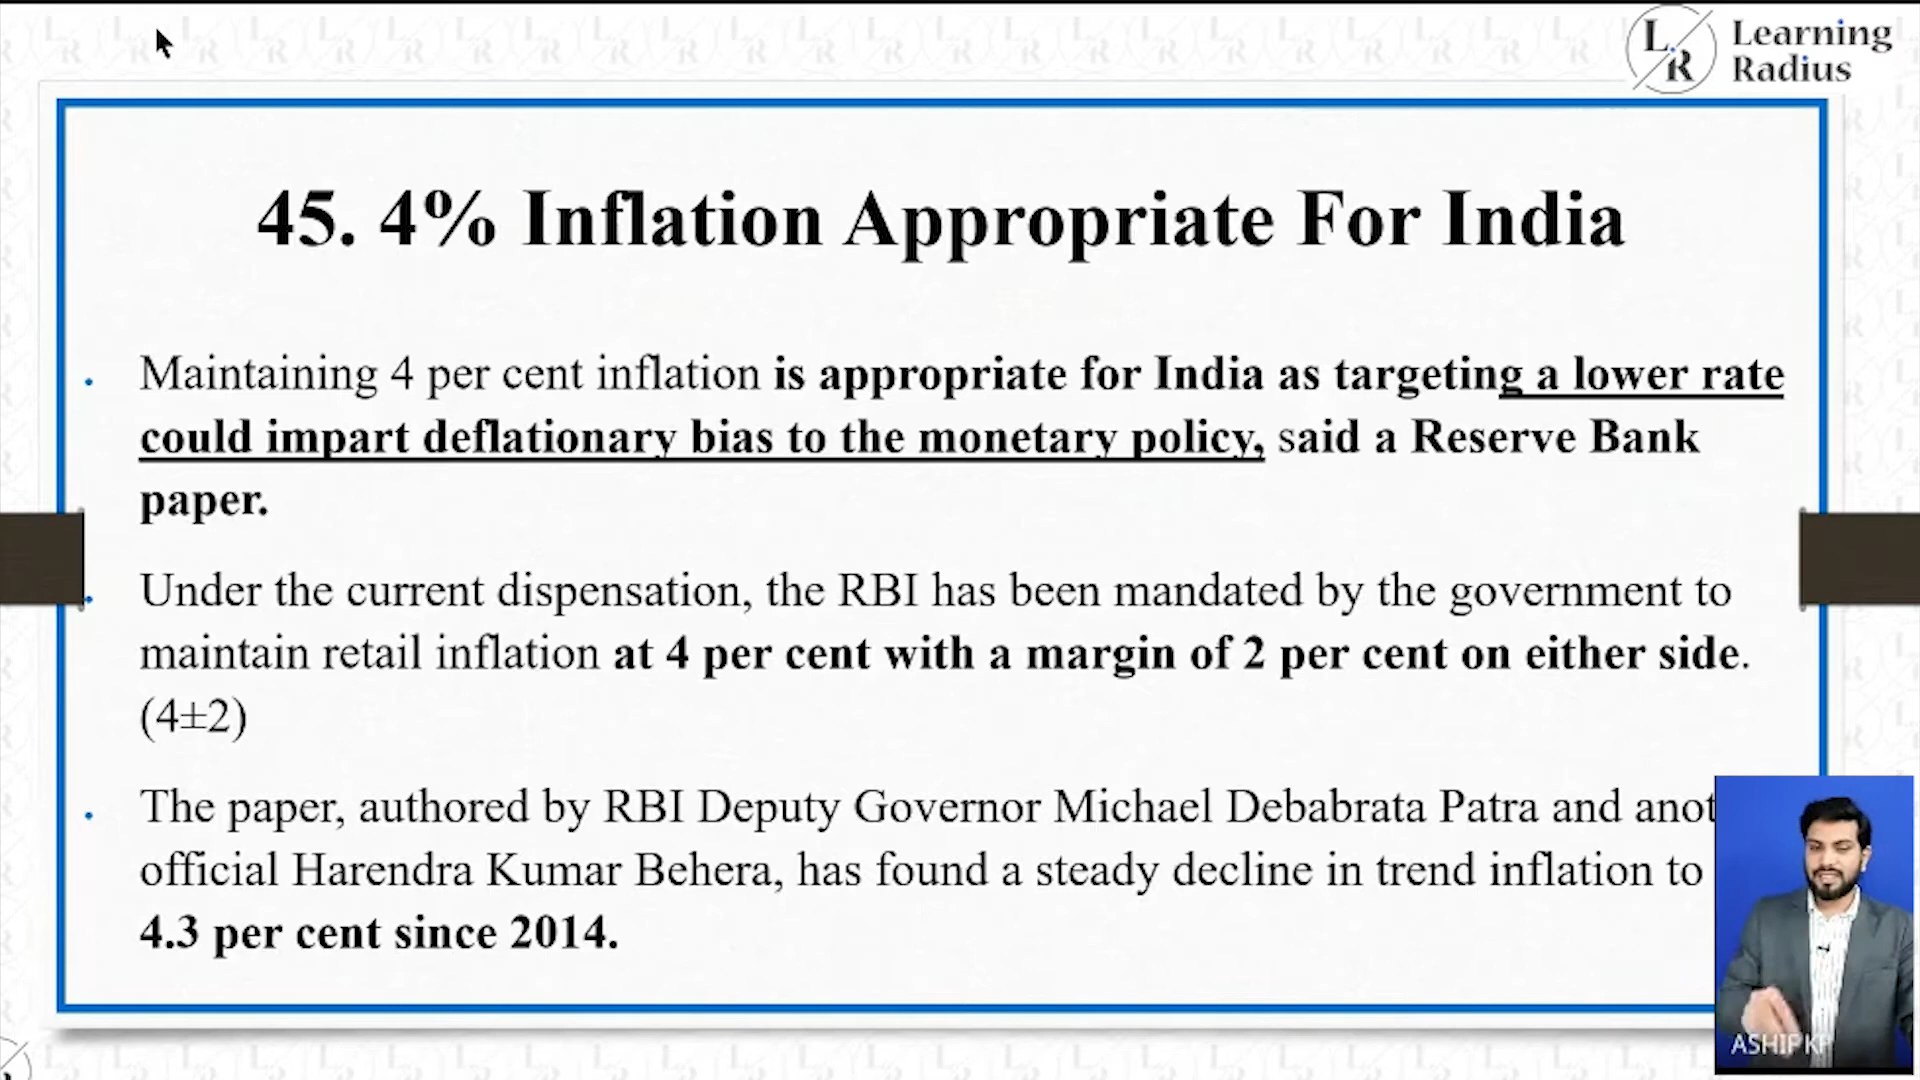 L
R
Learning
Radius
45. 4% Inflation Appropriate For India
Maintaining 4 per cent inflation is appropriate for India as targeting a lower rate
could impart deflationary bias to the monetary policy, said a Reserve Bank
paper.
Under the current dispensation, the RBI has been mandated by the government to
maintain retail inflation at 4 per cent with a margin of 2 per cent on either side.
(4±2)
The paper, authored by RBI Deputy Governor Michael Debabrata Patra and
official Harendra Kumar Behera, has found a steady decline in trend inflation to
4.3 per cent since 2014.